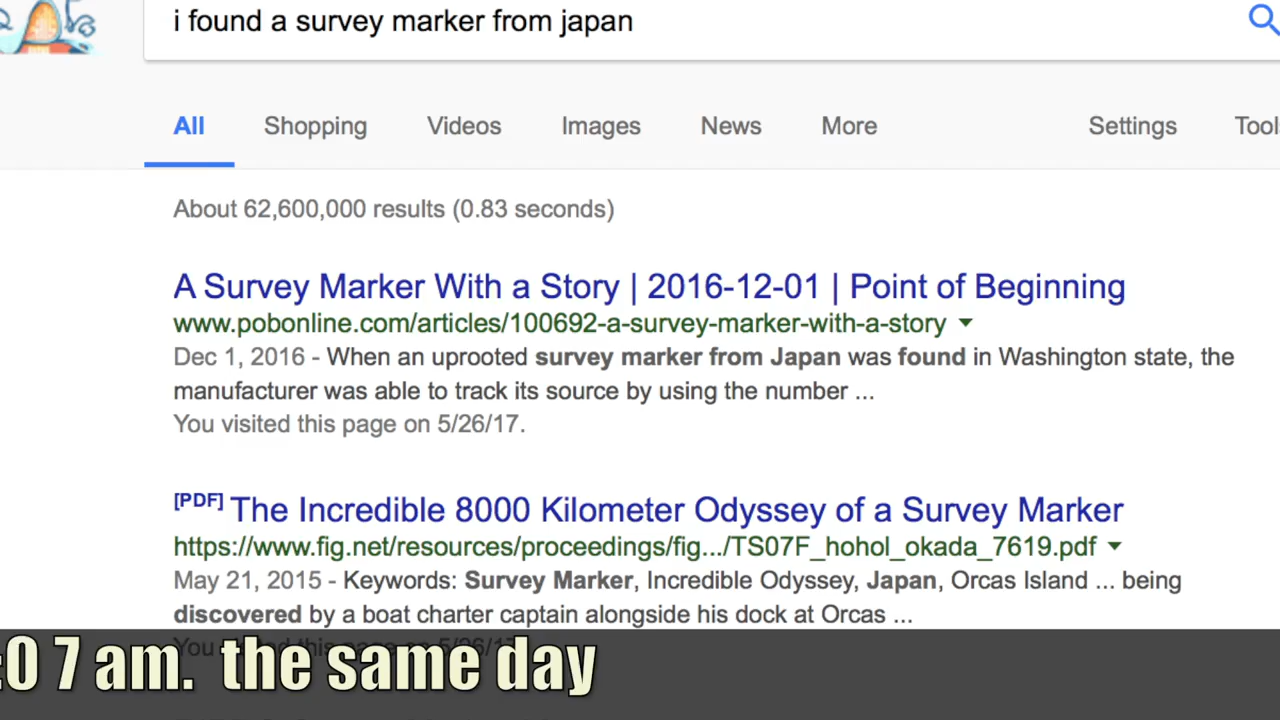 i found a survey marker from japan
All Shopping Videos Images News More Settings Tool
About 62,600,000 results (0.83 seconds)
A Survey Marker With a Story | 2016-12-01 | Point of Beginning
www.pobonline.com/articles/100692-a-survey-marker-with-a-story
Dec 1, 2016 - When an uprooted survey marker from Japan was found in Washington state, the
manufacturer was able to track its source by using the number ...
You visited this page on 5/26/17.
[PDF] The Incredible 8000 Kilometer Odyssey of a Survey Marker
https://www.fig.net/resources/proceedings/fig.../TS07F_hohol_okada_7619.pdf
May 21, 2015 - Keywords: Survey Marker, Incredible Odyssey, Japan, Orcas Island ... being
discovered by a boat charter captain alongside his dock at Orcas ...
:0 7 am. the same day